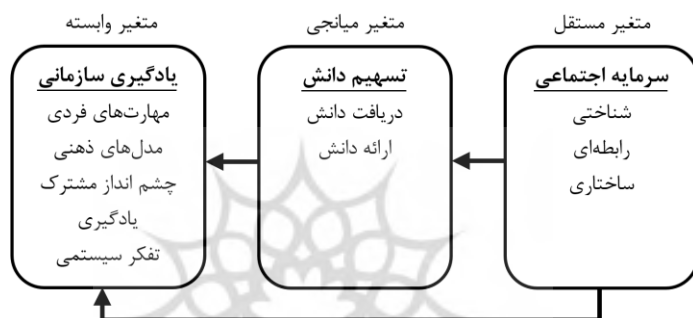 متغیر مستقل
سرمایه اجتماعی
شناختی
رابطه‌ای
ساختاری
متغیر میانجی
تسهیم دانش
دریافت دانش
ارائه دانش
متغیر وابسته
یادگیری سازمانی
مهارت‌های فردی
مدل‌های ذهنی
چشم انداز مشترک
یادگیری
تفکر سیستمی